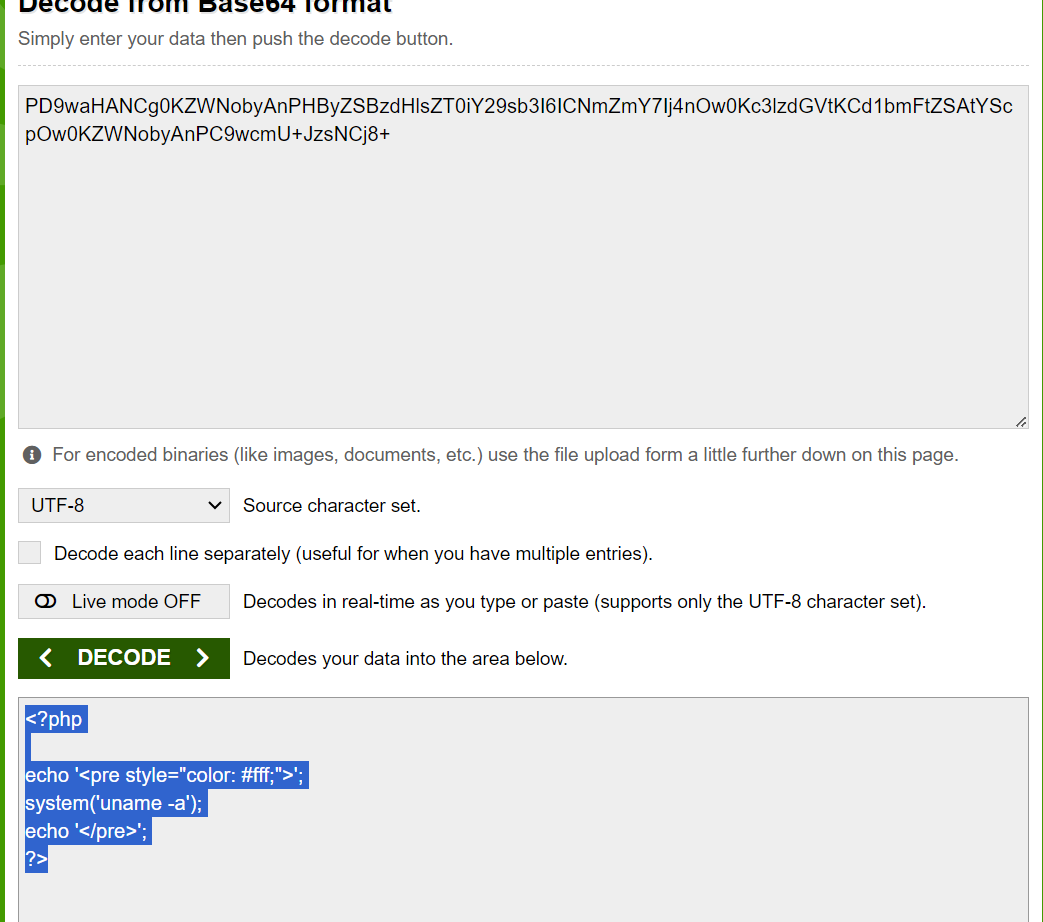 Decode from Base64 format
Simply enter your data then push the decode button.
PD9waHANCg0KZWNobyAnPHByZSBzdHlsZT0iY29sb3I6ICNmZmY7Ij4nOw0Kc3lzdGVtKCd1bmFtZSAtYSc
pOw0KZWNobyAnPC9wcmU+JzsNCj8+
For encoded binaries (like images, documents, etc.) use the file upload form a little further down on this page.
UTF-8 Source character set.
Decode each line separately (useful for when you have multiple entries).
Live mode OFF Decodes in real-time as you type or paste (supports only the UTF-8 character set).
DECODE Decodes your data into the area below.
<?php
echo '<pre style="color: #fff;">';
system('uname -a');
echo '</pre>';
?>